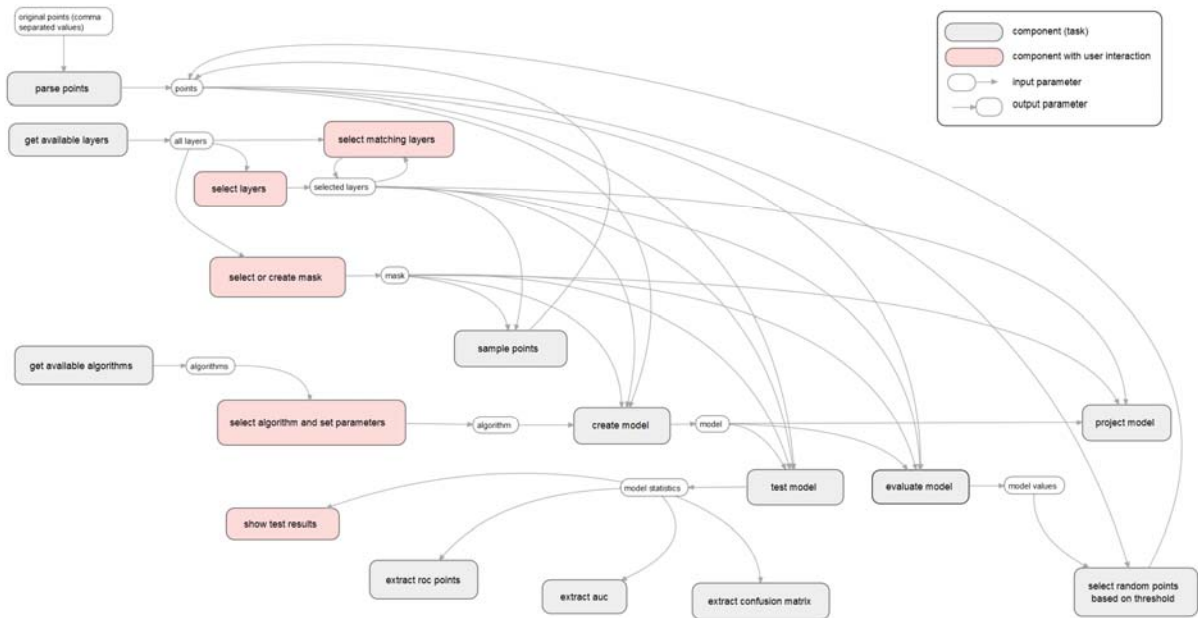 original points (comma
separated values)
component (task)
component with user interaction
input parameter
output parameter
parse points
points
get available layers
all layers
select matching layers
select layers
selected layers
select or create mask
mask
sample points
get available algorithms
algorithms
select algorithm and set parameters
algorithm
create model
model
project model
model statistics
test model
evaluate model
model values
show test results
extract roc points
extract auc
extract confusion matrix
select random points
based on threshold